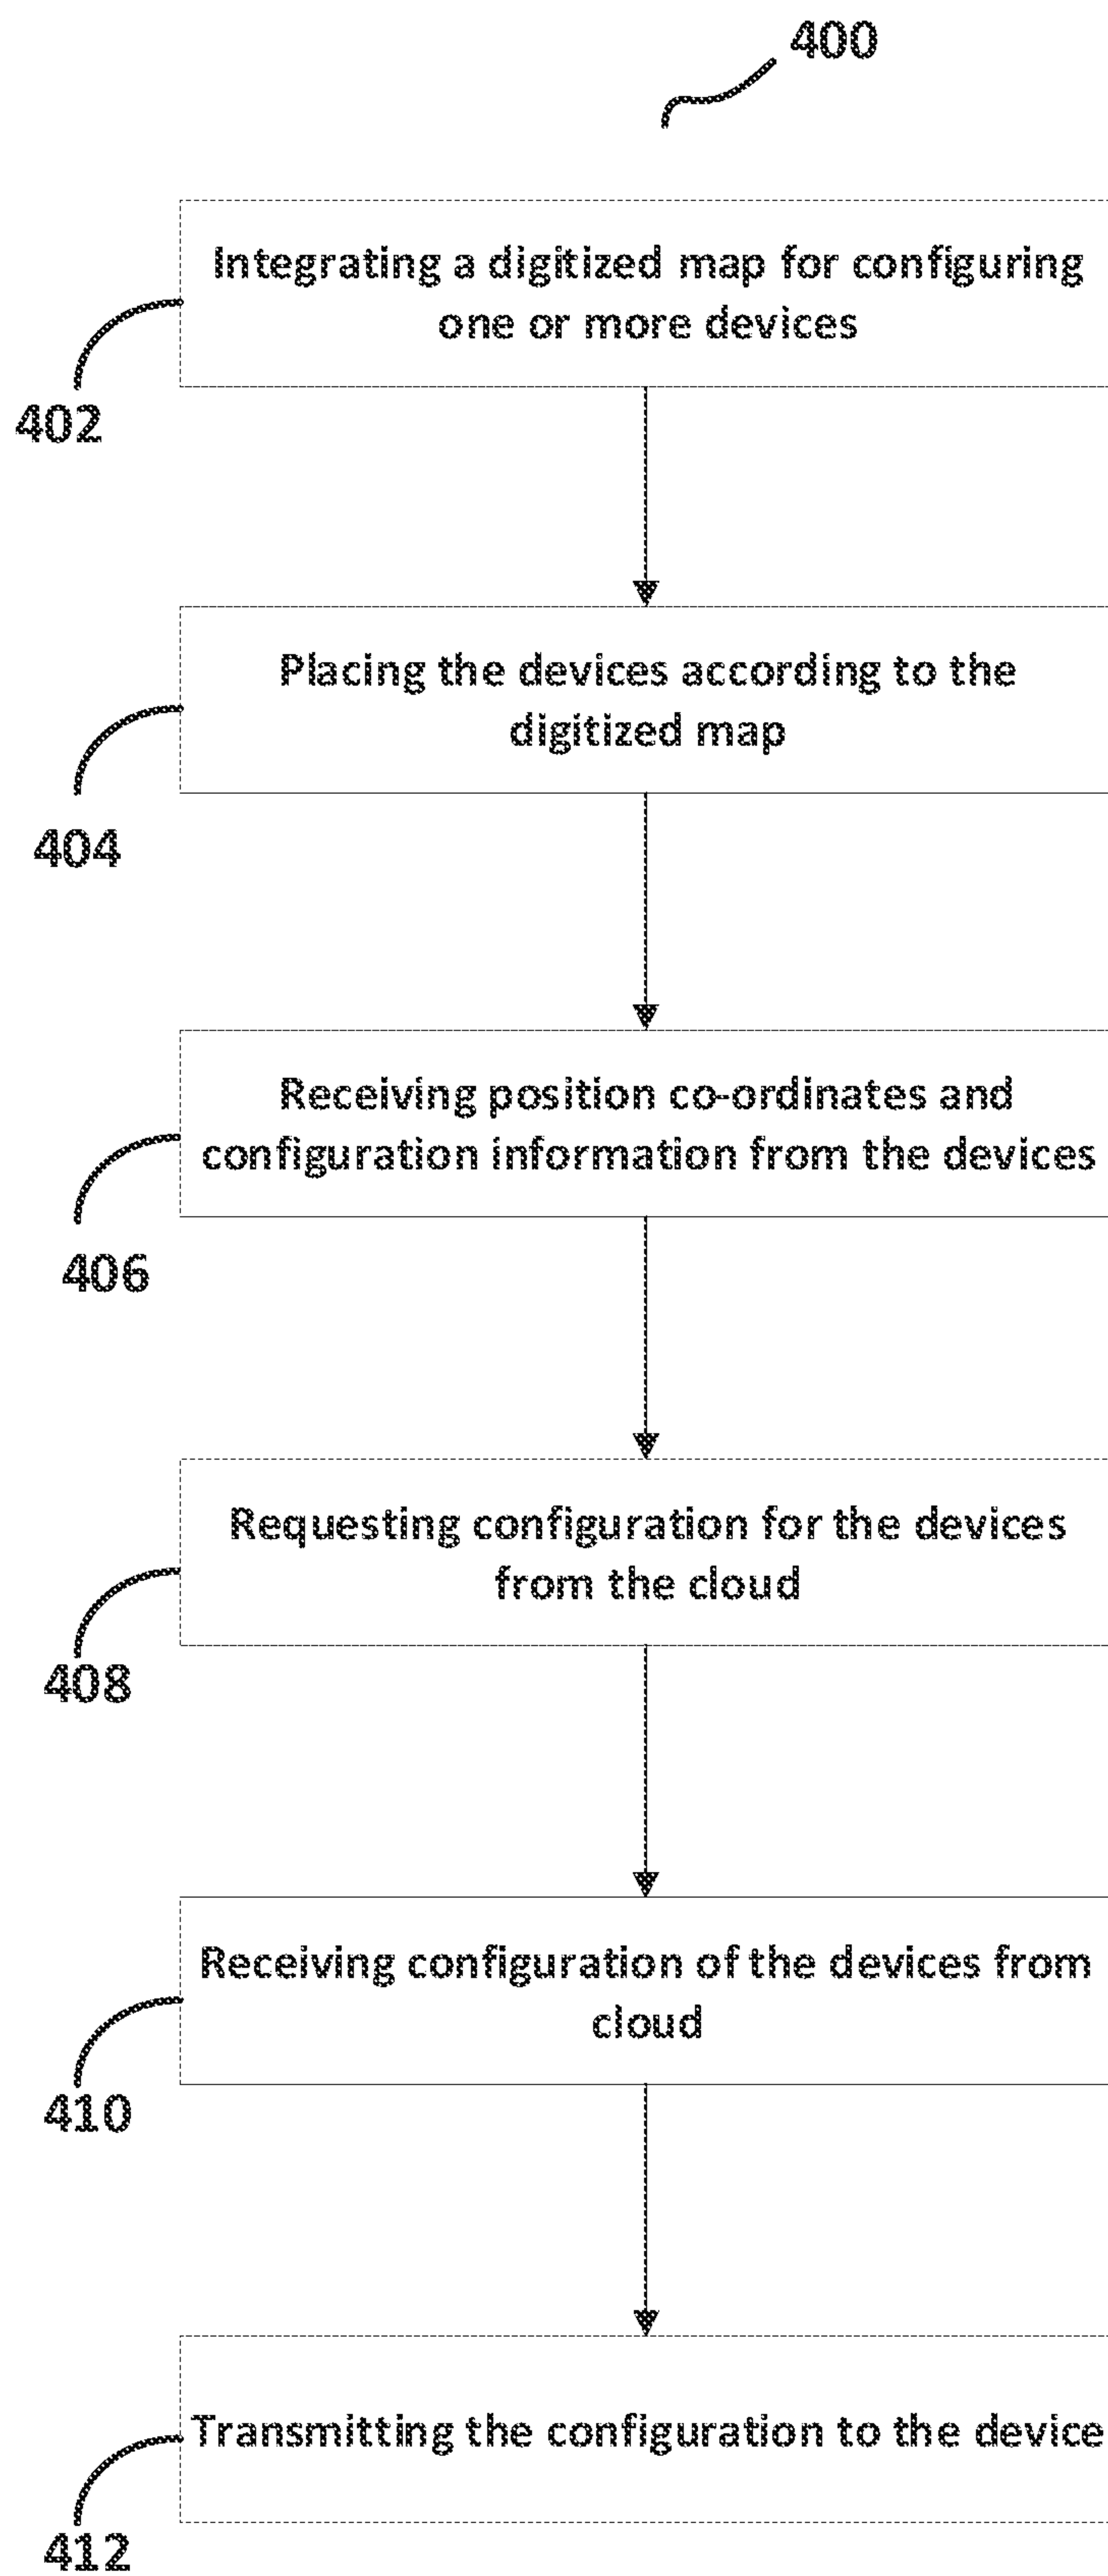 400
Integrating a digitized map for configuring
one or more devices
402
Placing the devices according to the
digitized map
404
Receiving position co-ordinates and
configuration information from the devices
406
Requesting configuration for the devices
from the cloud
408
Receiving configuration of the devices from
cloud
410
Transmitting the configuration to the device
412